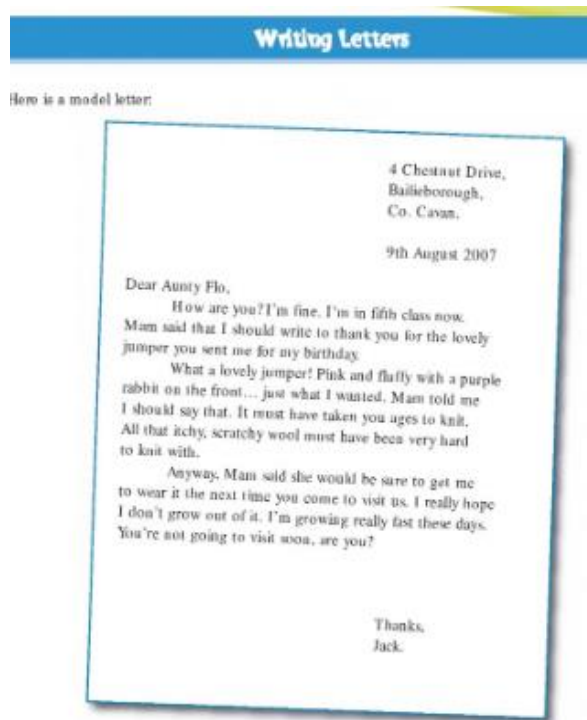 Writing Letters
Here is a model letter:
4 Chestnut Drive,
Bailieborough,
Co. Cavan.
9th August 2007
Dear Aunty Flo,
How are you? I'm fine. I'm in fifth class now.
Mam said that I should write to thank you for the lovely
jumper you sent me for my birthday.
What a lovely jumper! Pink and fluffy with a purple
rabbit on the front... just what I wanted. Mam told me
I should say that. It must have taken you ages to knit.
All that itchy, scratchy wool must have been very hard
to knit with.
Anyway, Mam said she would be sure to get me
to wear it the next time you come to visit us. I really hope
I don't grow out of it. I'm growing really fast these days.
You're not going to visit soon, are you?
Thanks,
Jack.